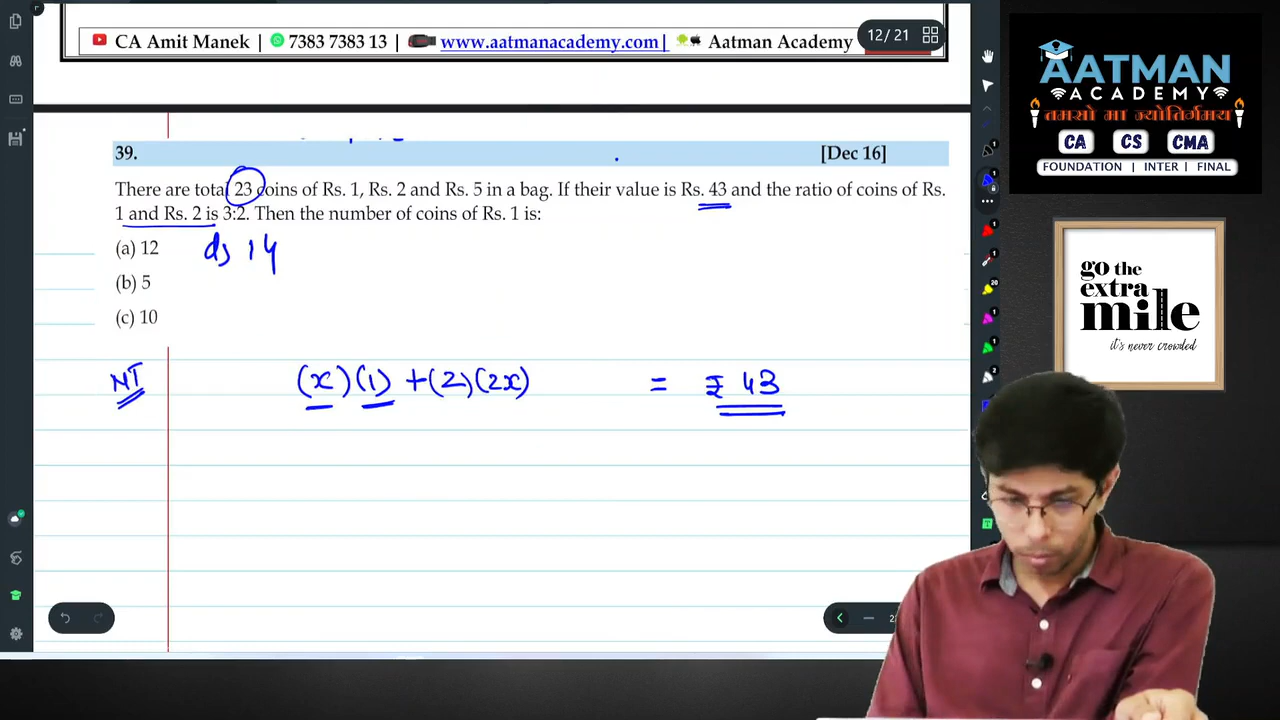 CA Amit Manek | 7383 7383 13 | www.aatmanacademy.com| Aatman Academy
12/21
39. [Dec 16]
There are total 23 coins of Rs. 1, Rs. 2 and Rs. 5 in a bag. If their value is Rs. 43 and the ratio of coins of Rs.
1 and Rs. 2 is 3:2. Then the number of coins of Rs. 1 is:
(a) 12
d) 14
(b) 5
(c) 10
MT
(x)(1) + (2)(2x) = ₹ 43
AATMAN
ACADEMY
तमसो मा ज्योतिर्गमय
CA CS CMA
FOUNDATION | INTER | FINAL
go the
extra
mile
it's never crowded